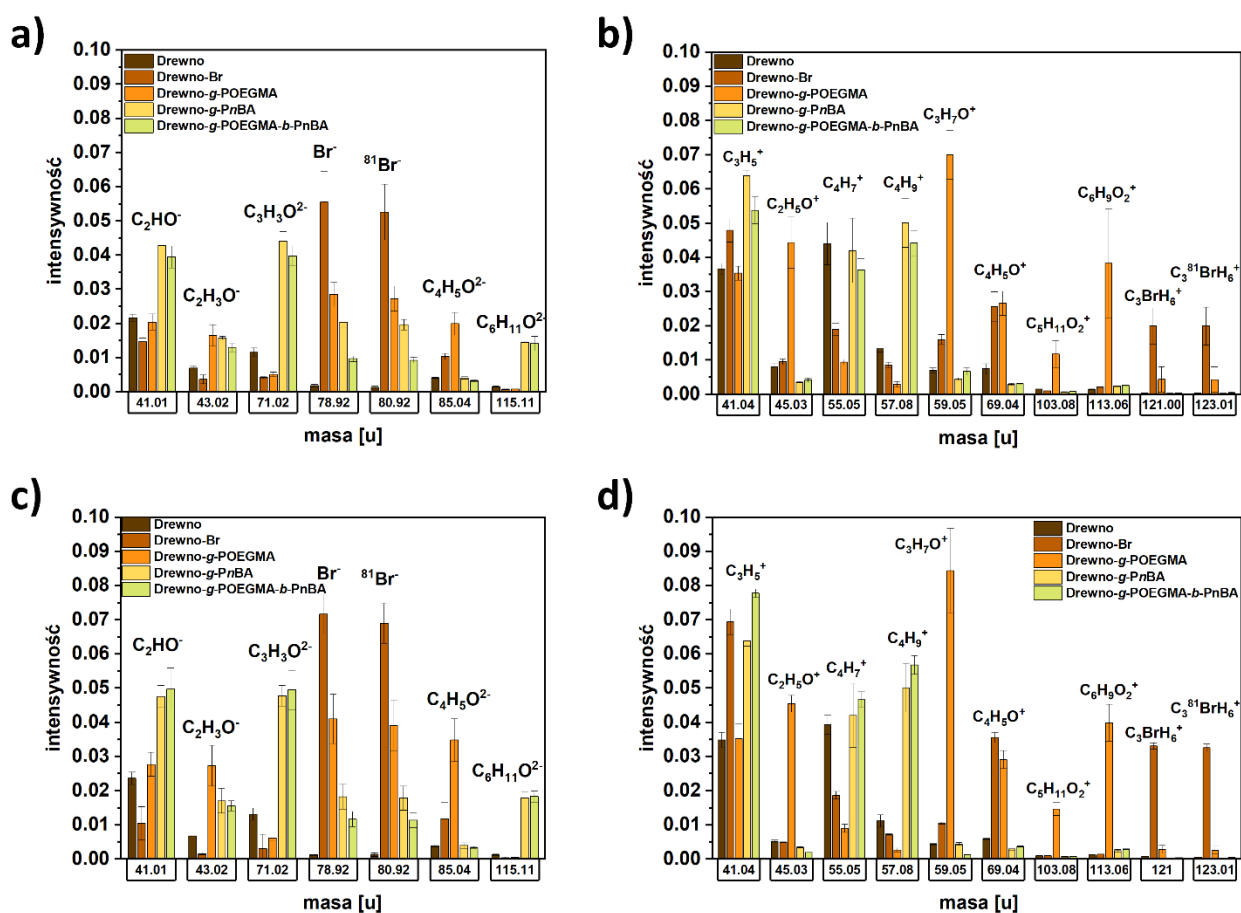 a)
0.10
0.09
0.08
0.07
0.06
0.05
0.04
0.03
0.02
0.01
0.00
intensywność
Drewno
Drewno-Br
Drewno-g-POEGMA
Drewno-g-PnBA
Drewno-g-POEGMA-b-PnBA
C₂HO⁻
C₂H₃O⁻
C₃H₃O²⁻
Br⁻
⁸¹Br⁻
C₄H₅O²⁻
C₆H₁₁O²⁻
41.01 43.02 71.02 78.92 80.92 85.04 115.11
masa [u]
b)
0.10
0.09
0.08
0.07
0.06
0.05
0.04
0.03
0.02
0.01
0.00
intensywność
Drewno
Drewno-Br
Drewno-g-POEGMA
Drewno-g-PnBA
Drewno-g-POEGMA-b-PnBA
C₃H₅⁺
C₂H₅O⁺
C₄H₇⁺
C₄H₉⁺
C₃H₇O⁺
C₄H₅O⁺
C₅H₁₁O₂⁺
C₆H₉O₂⁺
C₃BrH₆⁺
C₃⁸¹BrH₆⁺
41.04 45.03 55.05 57.08 59.05 69.04 103.08 113.06 121.00 123.01
masa [u]
c)
0.10
0.09
0.08
0.07
0.06
0.05
0.04
0.03
0.02
0.01
0.00
intensywność
Drewno
Drewno-Br
Drewno-g-POEGMA
Drewno-g-PnBA
Drewno-g-POEGMA-b-PnBA
C₂HO⁻
C₂H₃O⁻
C₃H₃O²⁻
Br⁻
⁸¹Br⁻
C₄H₅O²⁻
C₆H₁₁O²⁻
41.01 43.02 71.02 78.92 80.92 85.04 115.11
masa [u]
d)
0.10
0.09
0.08
0.07
0.06
0.05
0.04
0.03
0.02
0.01
0.00
intensywność
Drewno
Drewno-Br
Drewno-g-POEGMA
Drewno-g-PnBA
Drewno-g-POEGMA-b-PnBA
C₃H₅⁺
C₂H₅O⁺
C₄H₇⁺
C₄H₉⁺
C₃H₇O⁺
C₄H₅O⁺
C₅H₁₁O₂⁺
C₆H₉O₂⁺
C₃BrH₆⁺
C₃⁸¹BrH₆⁺
41.04 45.03 55.05 57.08 59.05 69.04 103.08 113.06 121 123.01
masa [u]